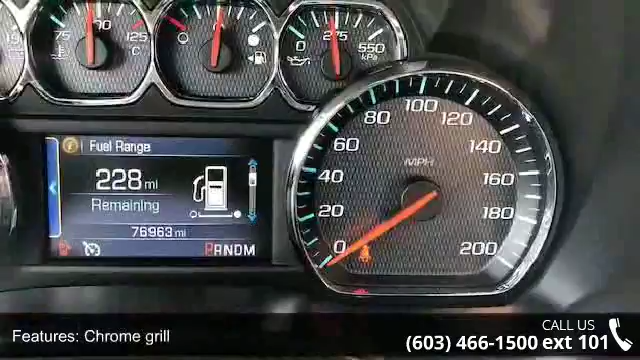 75 90 125 C
0 275 550 kPa
i Fuel Range
228 mi
Remaining
76963 mi
PRNDM
0 20 40 60 80 100 120 140 160 180 200
MPH
Features: Chrome grill
CALL US
(603) 466-1500 ext 101